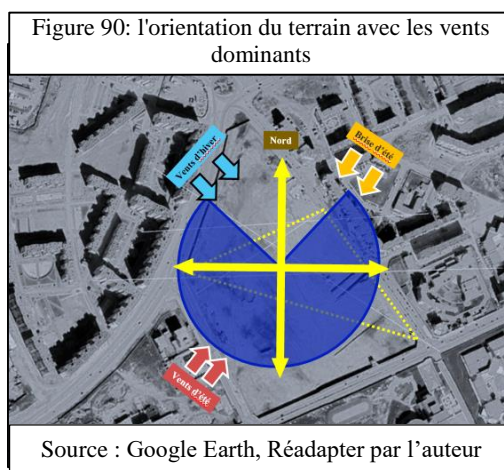 Figure 90: l'orientation du terrain avec les vents
dominants
Nord
Vents d'hiver
Brise d'été
Vents d'été
Source : Google Earth, Réadapter par l’auteur